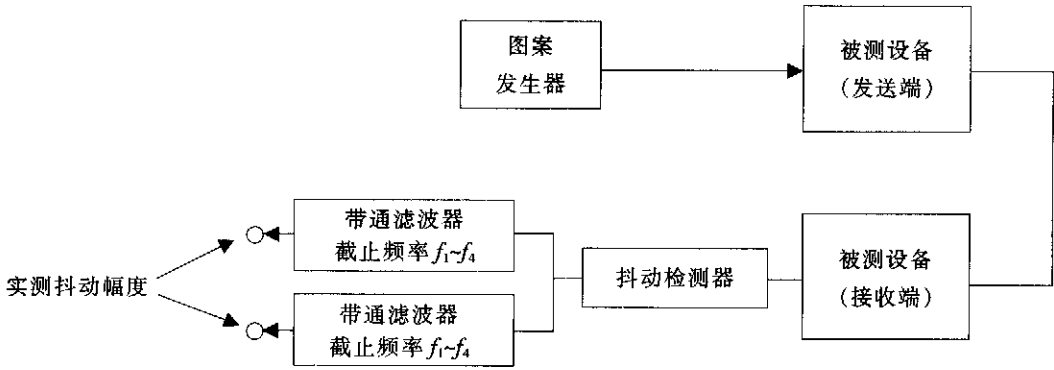 图案
发生器
被测设备
(发送端)
带通滤波器
截止频率f₁~f₄
实测抖动幅度
带通滤波器
截止频率f₁~f₄
抖动检测器
被测设备
(接收端)